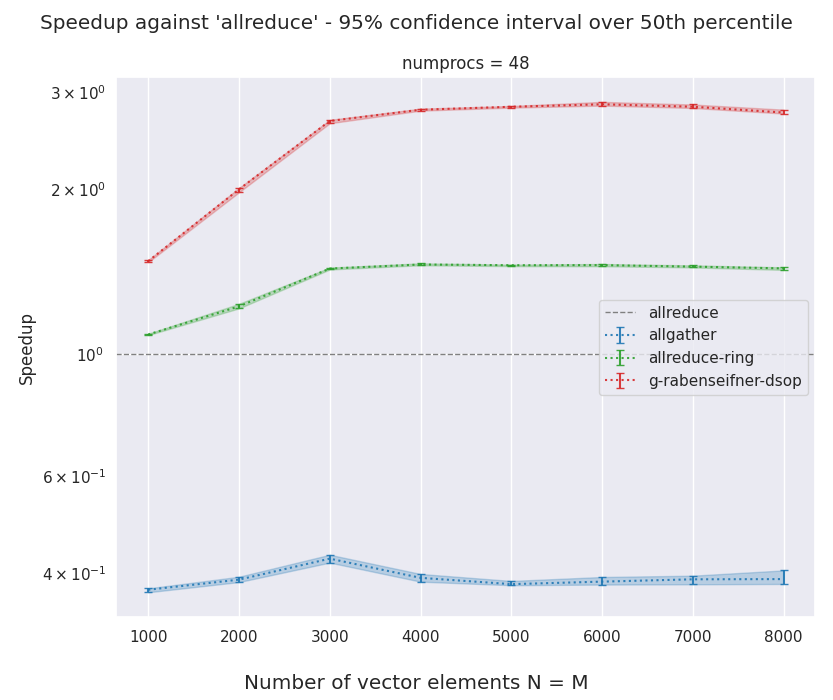 Speedup against 'allreduce' - 95% confidence interval over 50th percentile
numprocs = 48
Speedup
3 × 10⁰
2 × 10⁰
10⁰
6 × 10⁻¹
4 × 10⁻¹
allreduce
allgather
allreduce-ring
g-rabenseifner-dsop
1000 2000 3000 4000 5000 6000 7000 8000
Number of vector elements N = M